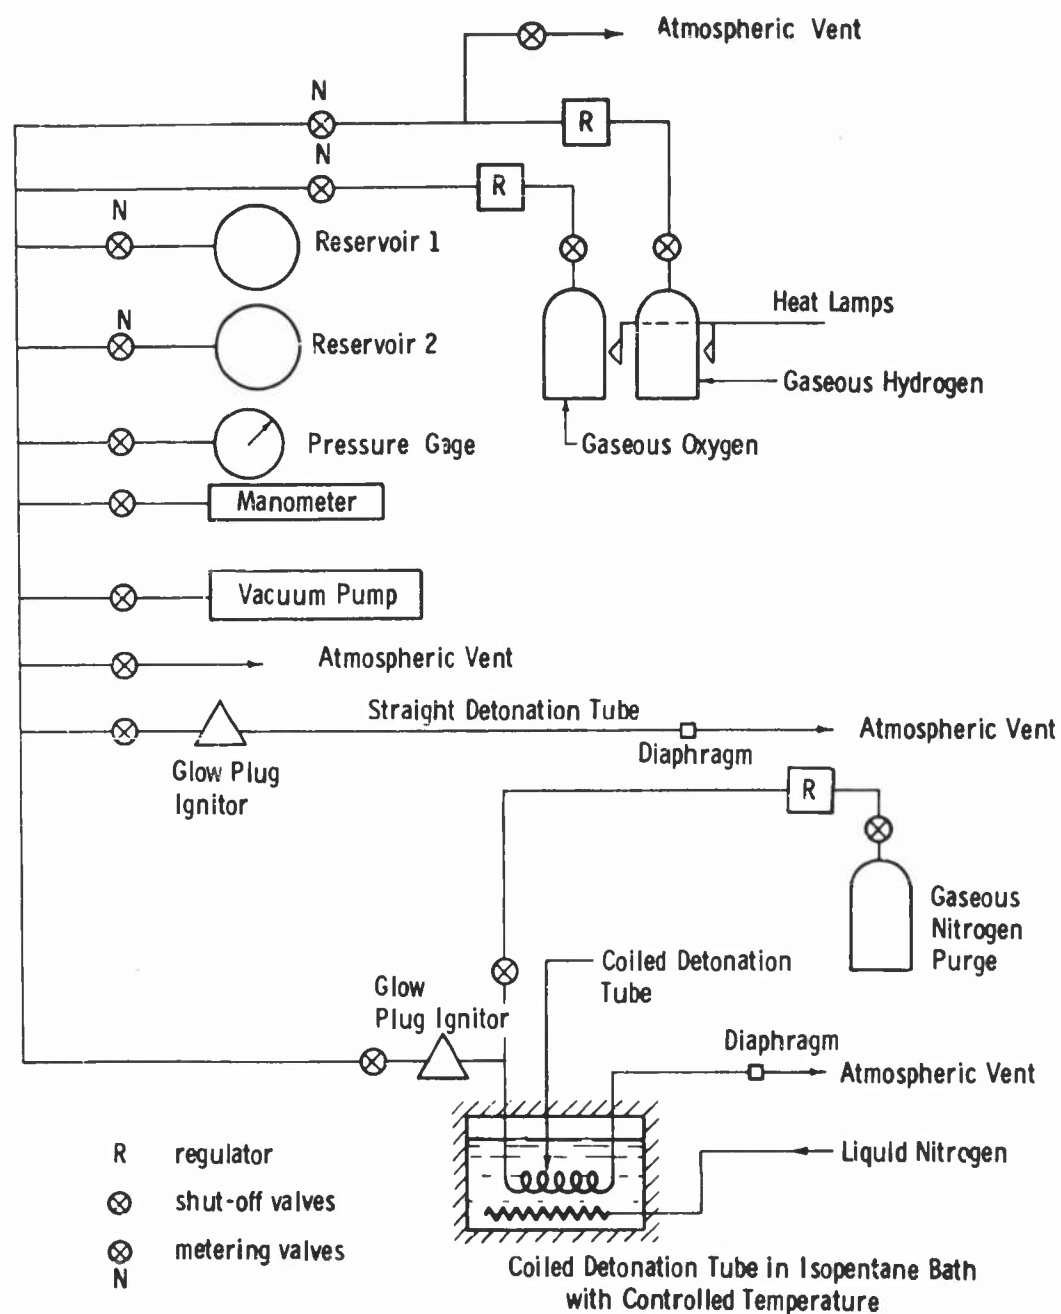 Atmospheric Vent
N
R
N
R
N
Reservoir 1
Heat Lamps
N
Reservoir 2
Gaseous Hydrogen
Pressure Gage
Gaseous Oxygen
Manometer
Vacuum Pump
Atmospheric Vent
Straight Detonation Tube
Atmospheric Vent
Diaphragm
Glow Plug
Ignitor
R
Gaseous
Nitrogen
Purge
Coiled Detonation
Tube
Glow
Plug Ignitor
Diaphragm
Atmospheric Vent
R regulator
Liquid Nitrogen
shut-off valves
metering valves
N
Coiled Detonation Tube in Isopentane Bath
with Controlled Temperature